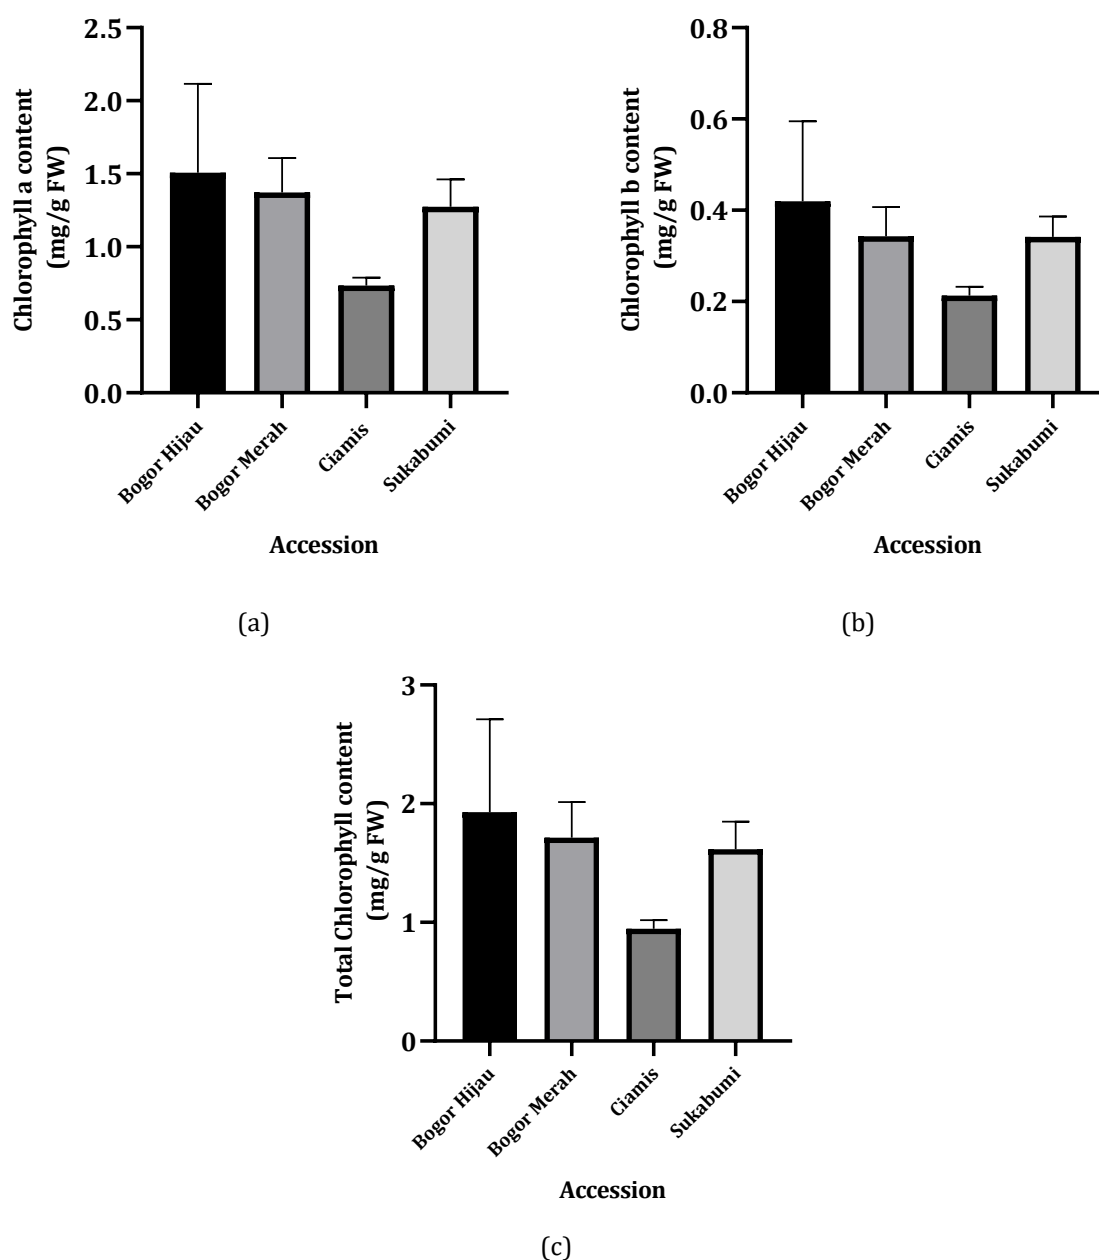 Chlorophyll a content
(mg/g FW)
2.5
2.0
1.5
1.0
0.5
0.0
Bogor Hijau
Bogor Merah
Ciamis
Sukabumi
Accession
(a)
Chlorophyll b content
(mg/g FW)
0.8
0.6
0.4
0.2
0.0
Bogor Hijau
Bogor Merah
Ciamis
Sukabumi
Accession
(b)
Total Chlorophyll content
(mg/g FW)
3
2
1
0
Bogor Hijau
Bogor Merah
Ciamis
Sukabumi
Accession
(c)